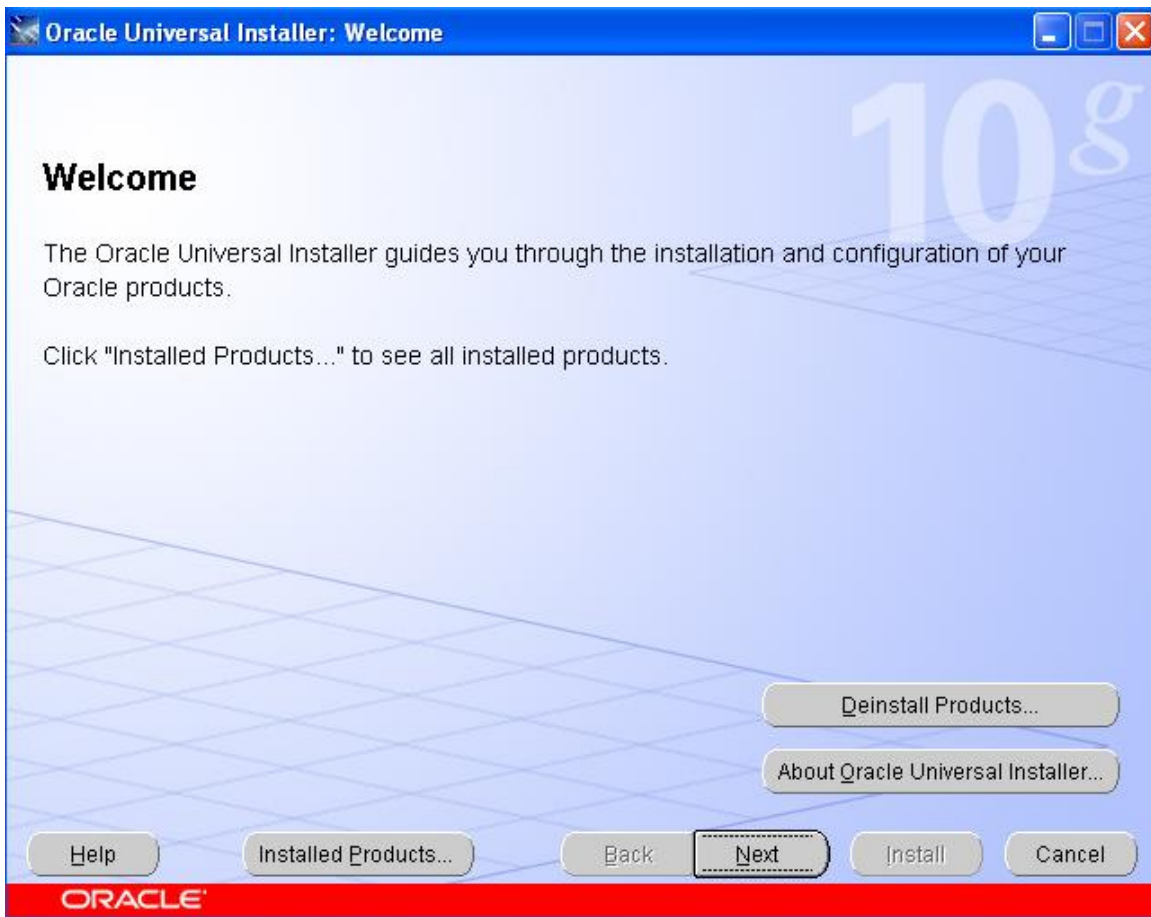 Oracle Universal Installer: Welcome
10g
Welcome
The Oracle Universal Installer guides you through the installation and configuration of your
Oracle products.
Click "Installed Products..." to see all installed products.
Deinstall Products...
About Oracle Universal Installer...
Help Installed Products... Back Next Install Cancel
ORACLE